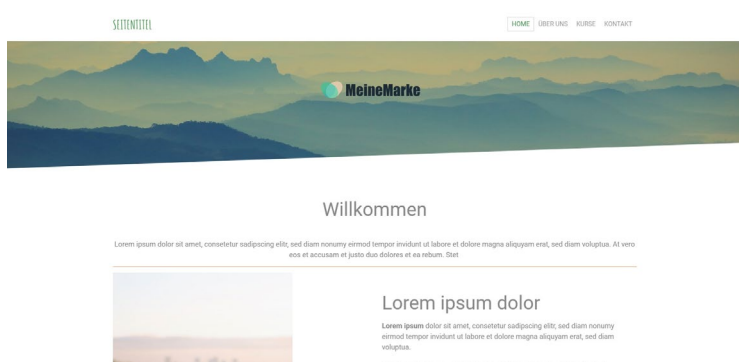 SEITENTITEL
HOME ÜBER UNS KURSE KONTAKT
MeineMarke
Willkommen
Lorem ipsum dolor sit amet, consetetur sadipscing elitr, sed diam nonumy eirmod tempor invidunt ut labore et dolore magna aliquyam erat, sed diam voluptua. At vero
eos et accusam et justo duo dolores et ea rebum. Stet
Lorem ipsum dolor
Lorem ipsum dolor sit amet, consetetur sadipscing elitr, sed diam nonumy
eirmod tempor invidunt ut labore et dolore magna aliquyam erat, sed diam
voluptua.